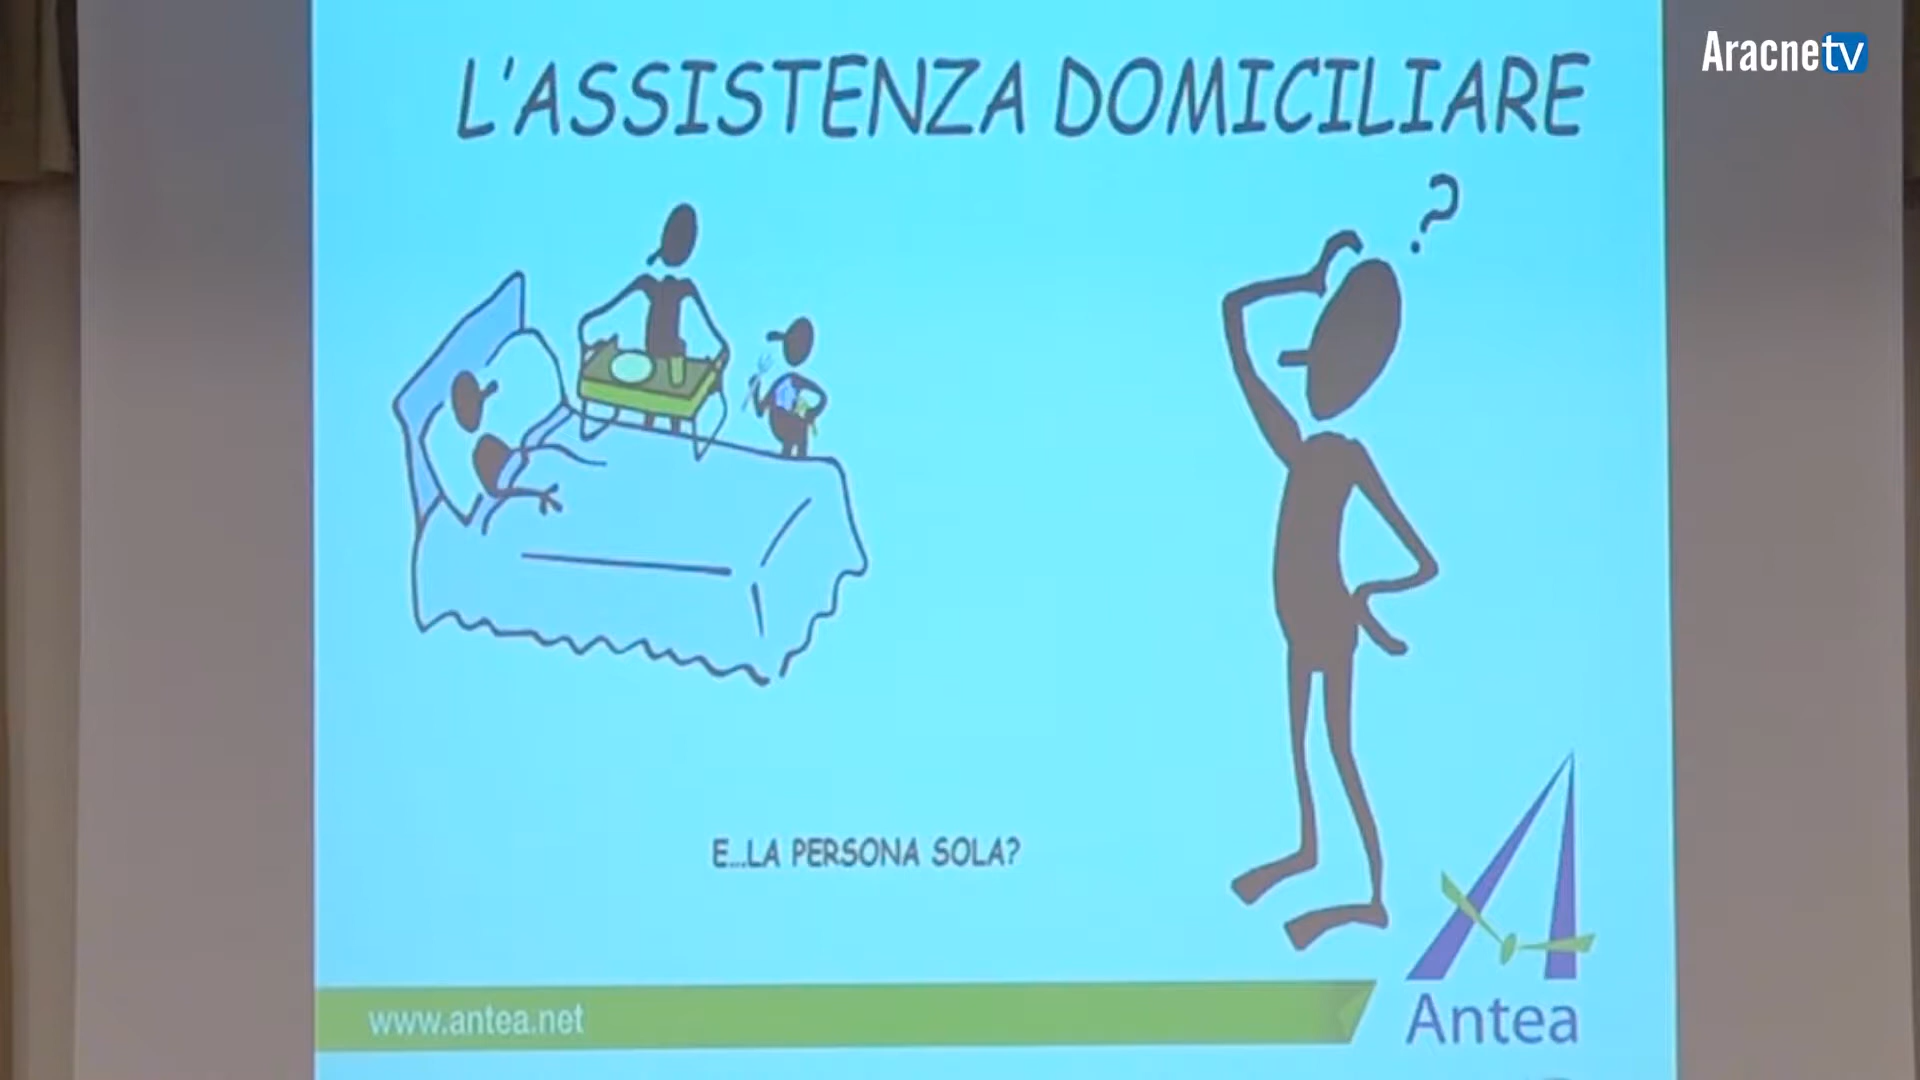 Aracnetv
L'ASSISTENZA DOMICILIARE
?
E...LA PERSONA SOLA?
www.antea.net
Antea